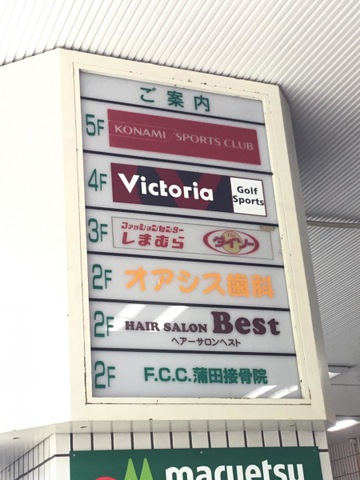 ご案内
5F KONAMI SPORTS CLUB
4F Victoria Golf Sports
3F ファッションセンター しまむら ダイソー
2F オアシス歯科
2F HAIR SALON Best
ヘアーサロンベスト
2F F.C.C.蒲田接骨院
maruetsu